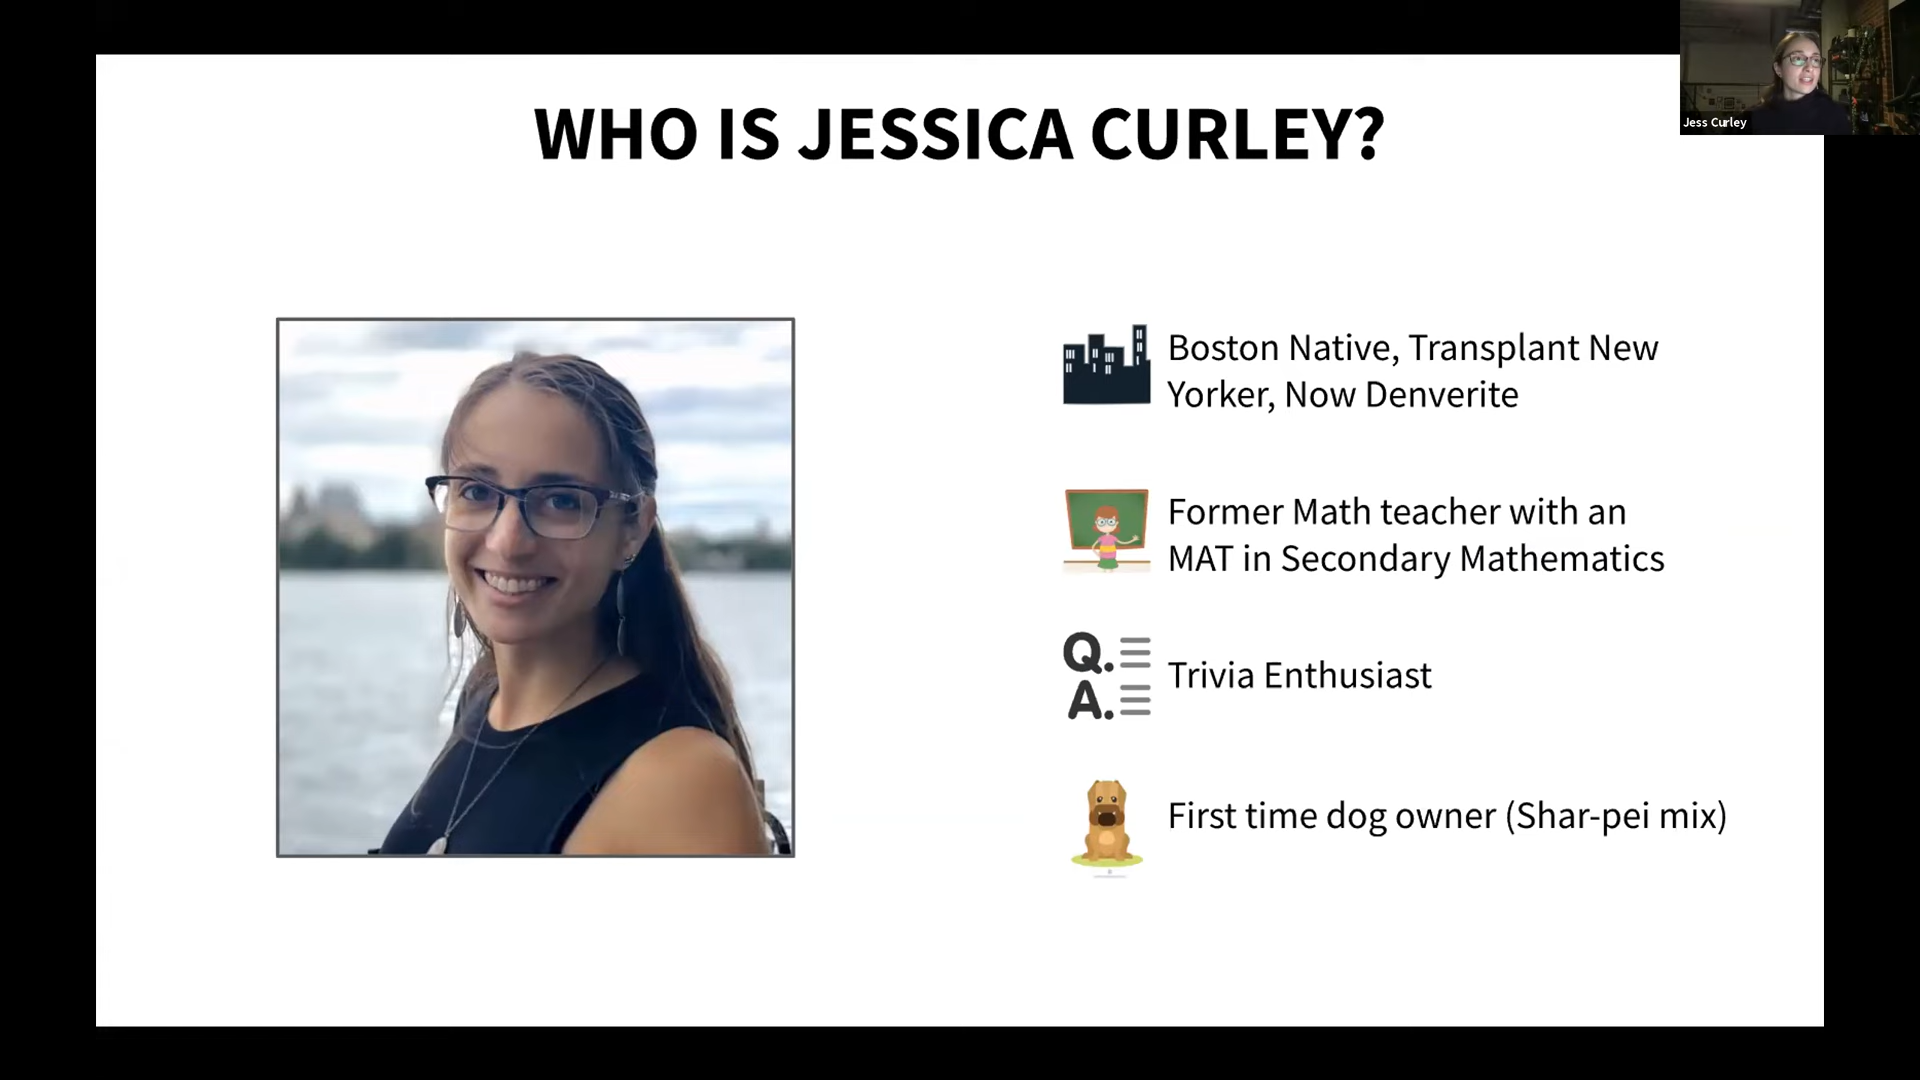 WHO IS JESSICA CURLEY?
Jess Curley
Boston Native, Transplant New
Yorker, Now Denverite
Former Math teacher with an
MAT in Secondary Mathematics
Q.
A.
Trivia Enthusiast
First time dog owner (Shar-pei mix)